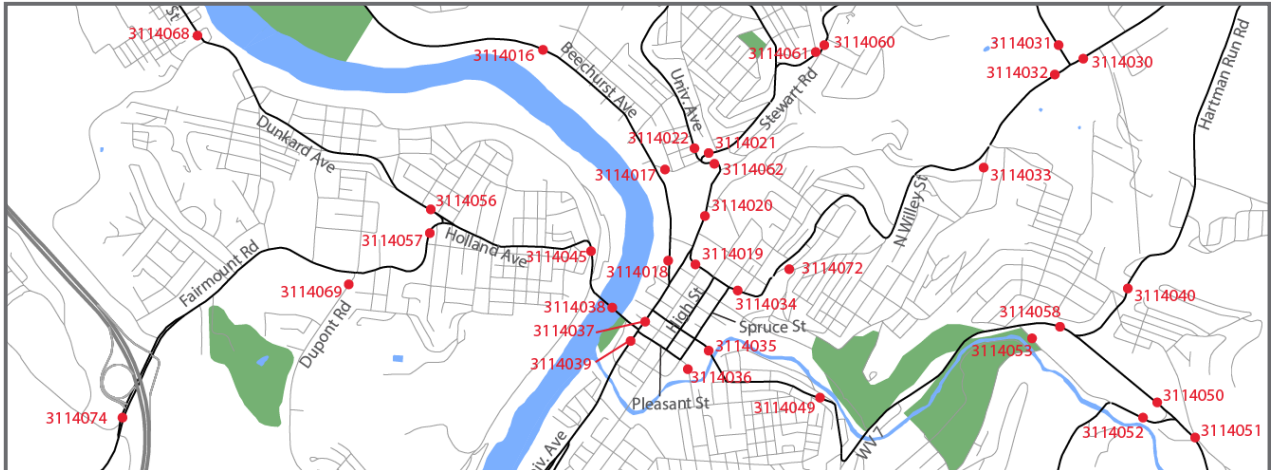 St
3114068
3114016
Beechurst Ave
Univ. Ave
3114061
3114060
Stewart Rd
3114031
3114030
3114032
Hartman Run Rd
Dunkard Ave
3114022
3114021
3114017
3114062
3114033
3114056
3114020
N Willey St
3114057
Holland Ave
3114045
3114019
3114018
3114072
Fairmount Rd
3114069
3114034
3114040
3114038
High St
3114058
3114037
Spruce St
Dupont Rd
3114035
3114053
3114039
3114036
Pleasant St
3114049
3114050
3114074
3114052
3114051
WV 7
iv. Ave